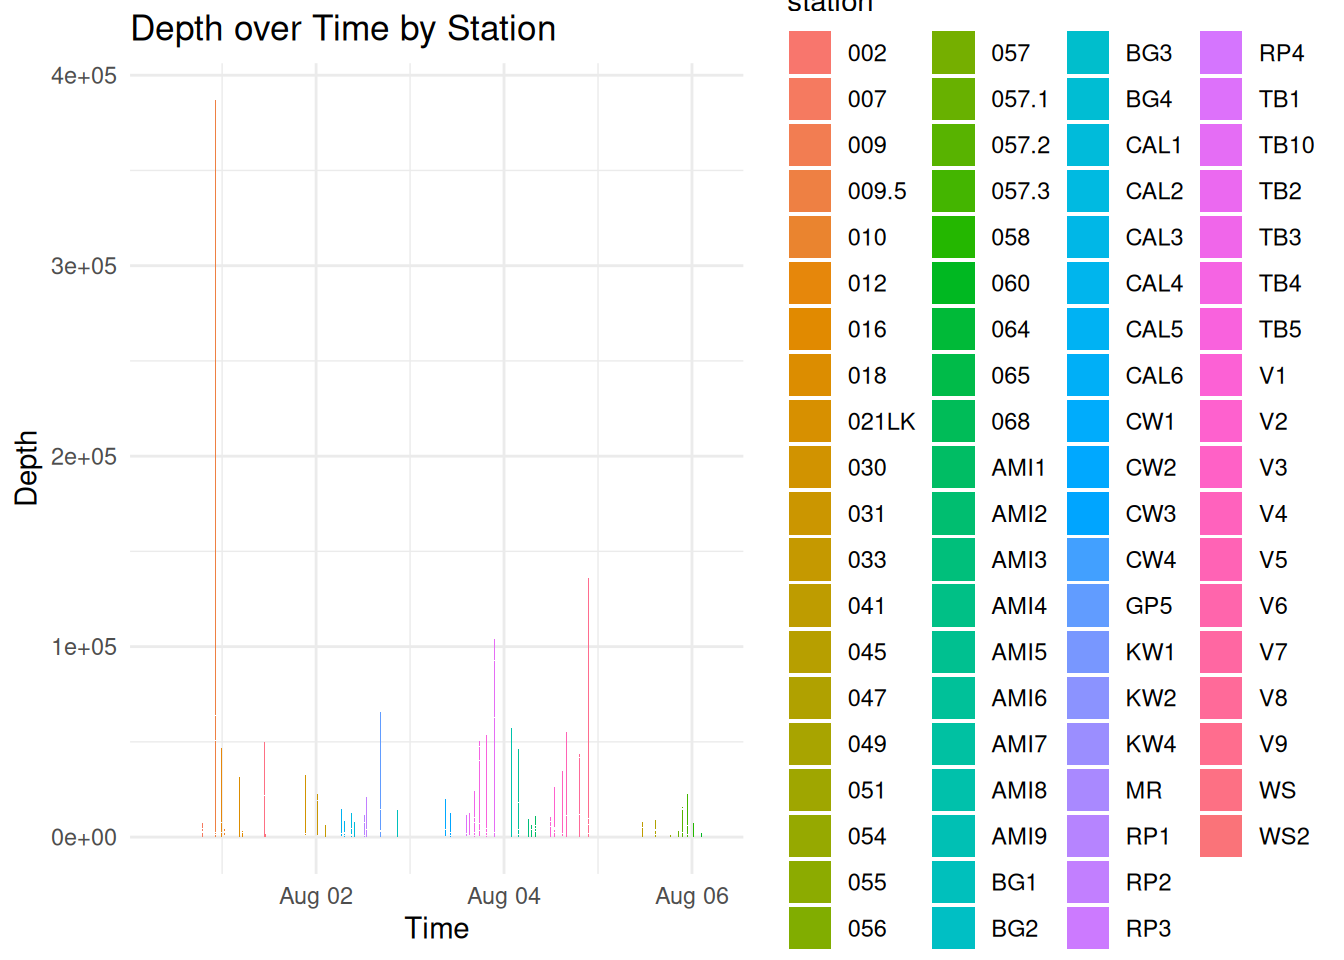 Depth over Time by Station
station
4e+05
3e+05
2e+05
1e+05
0e+00
Depth
Aug 02
Aug 04
Aug 06
Time
002
007
009
009.5
010
012
016
018
021LK
030
031
033
041
045
047
049
051
054
055
056
057
057.1
057.2
057.3
058
060
064
065
068
AMI1
AMI2
AMI3
AMI4
AMI5
AMI6
AMI7
AMI8
AMI9
BG1
BG2
BG3
BG4
CAL1
CAL2
CAL3
CAL4
CAL5
CAL6
CW1
CW2
CW3
CW4
GP5
KW1
KW2
KW4
MR
RP1
RP2
RP3
RP4
TB1
TB10
TB2
TB3
TB4
TB5
V1
V2
V3
V4
V5
V6
V7
V8
V9
WS
WS2